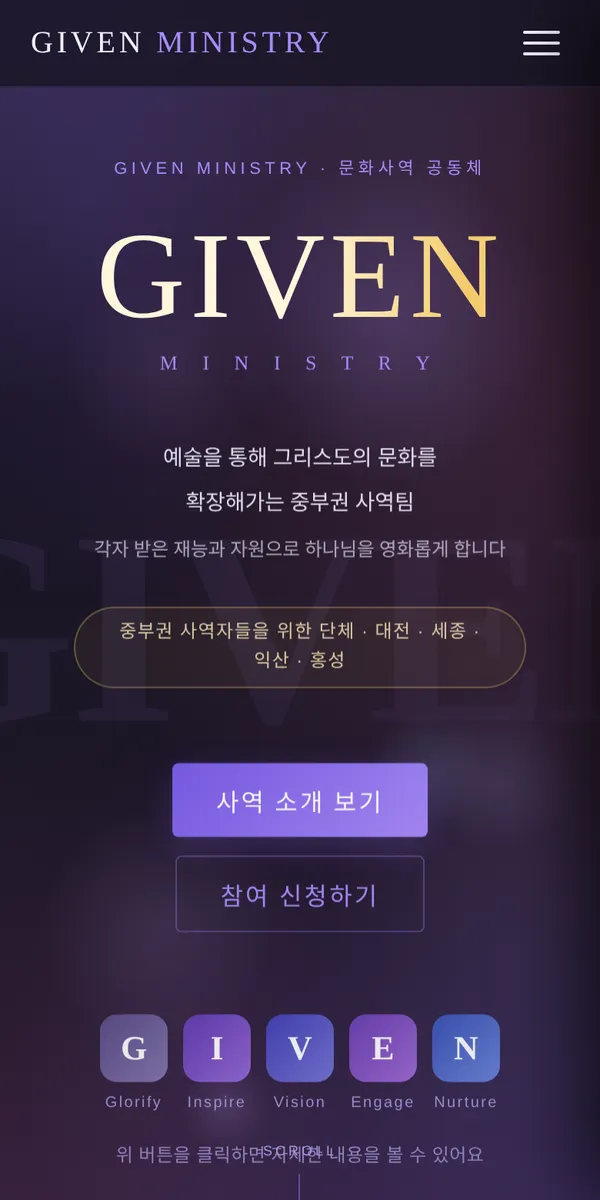 GIVEN MINISTRY
GIVEN MINISTRY · 문화사역 공동체
GIVEN
MINISTRY
예술을 통해 그리스도의 문화를
확장해가는 중부권 사역팀
각자 받은 재능과 자원으로 하나님을 영화롭게 합니다
중부권 사역자들을 위한 단체 · 대전 · 세종 ·
익산 · 홍성
사역 소개 보기
참여 신청하기
G I V E N
Glorify Inspire Vision Engage Nurture
위 버튼을 클릭하면 자세한 내용을 볼 수 있어요
SCROLL